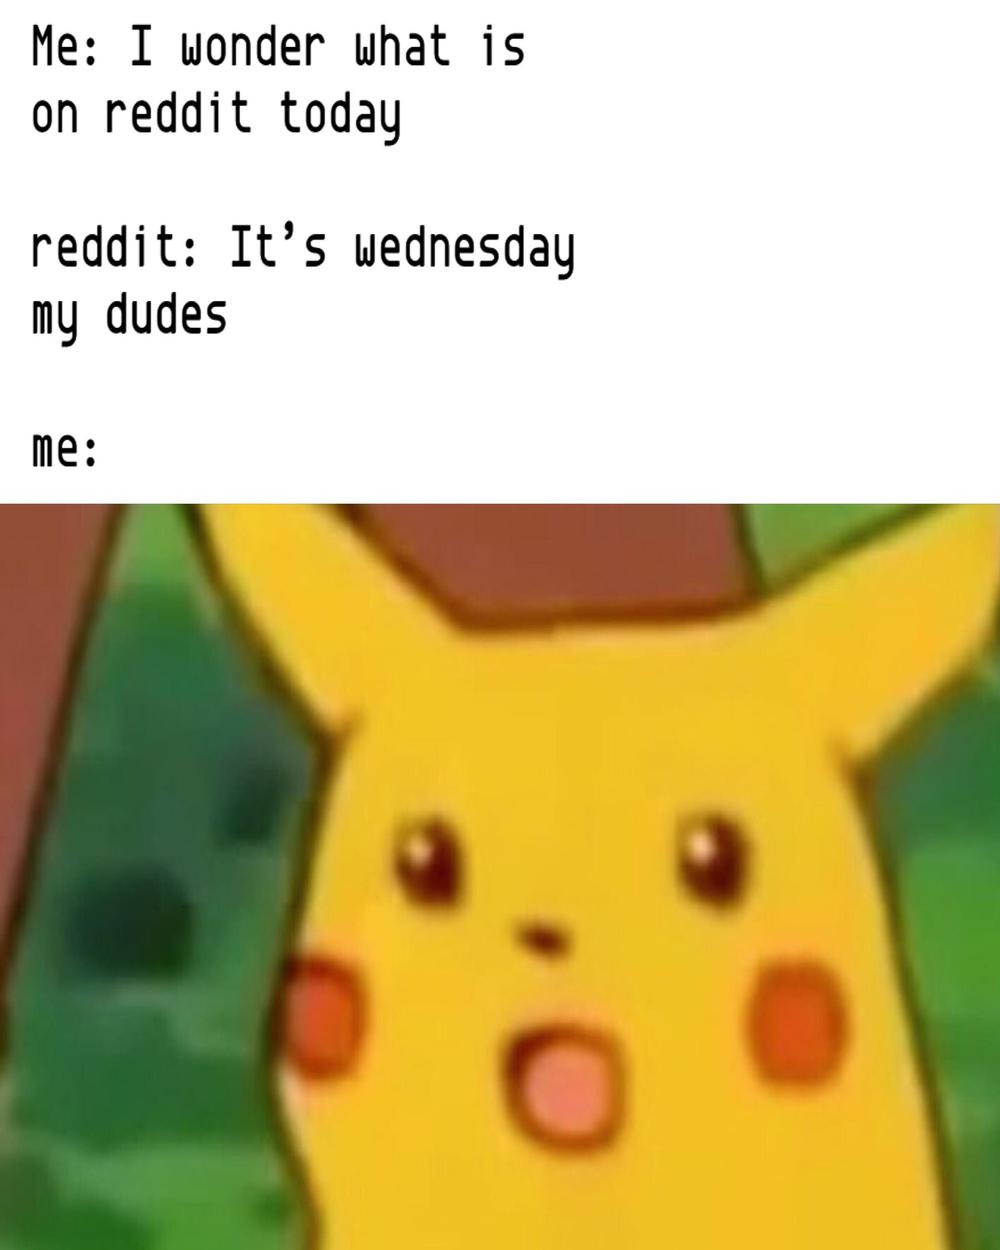 Me: I wonder what is
on reddit today
reddit: It’s wednesday
my dudes
me: